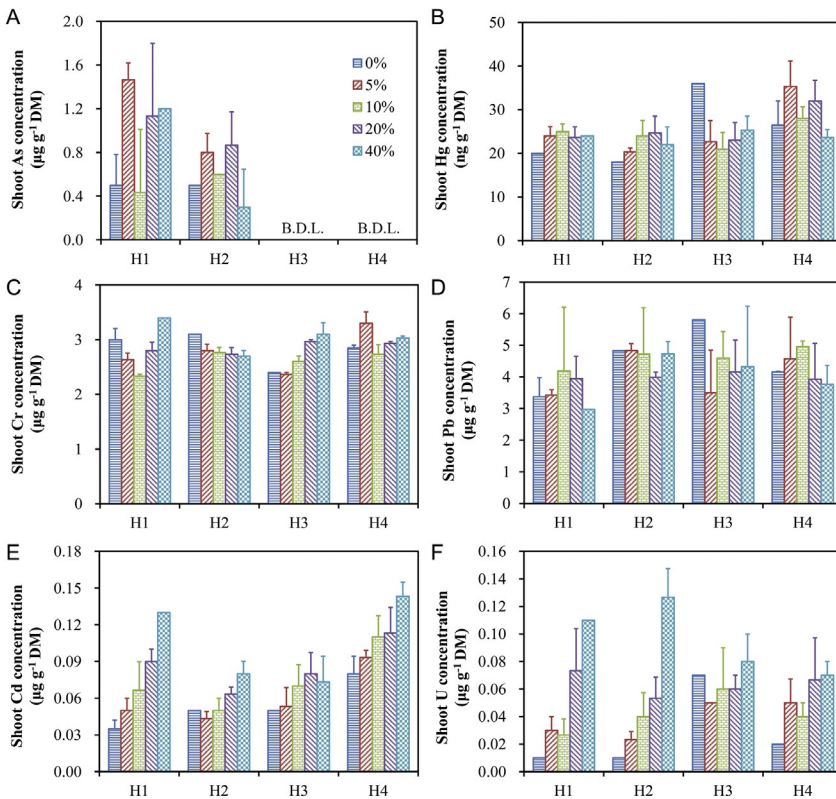 A
Shoot As concentration
(µg g-1 DM)
1.6... 
2.0
1.6
1.2
0.8
0.4
0.0
0%
5%
10%
20%
40%
B.D.L. B.D.L.
H1 H2 H3 H4
B
Shoot Hg concentration
(ng g-1 DM)
50
40
30
20
10
0
H1 H2 H3 H4
C
Shoot Cr concentration
(µg g-1 DM)
4
3
2
1
0
H1 H2 H3 H4
D
Shoot Pb concentration
(µg g-1 DM)
7
6
5
4
3
2
1
0
H1 H2 H3 H4
E
Shoot Cd concentration
(µg g-1 DM)
0.18
0.15
0.12
0.09
0.06
0.03
0.00
H1 H2 H3 H4
F
Shoot U concentration
(µg g-1 DM)
0.16
0.14
0.12
0.10
0.08
0.06
0.04
0.02
0.00
H1 H2 H3 H4